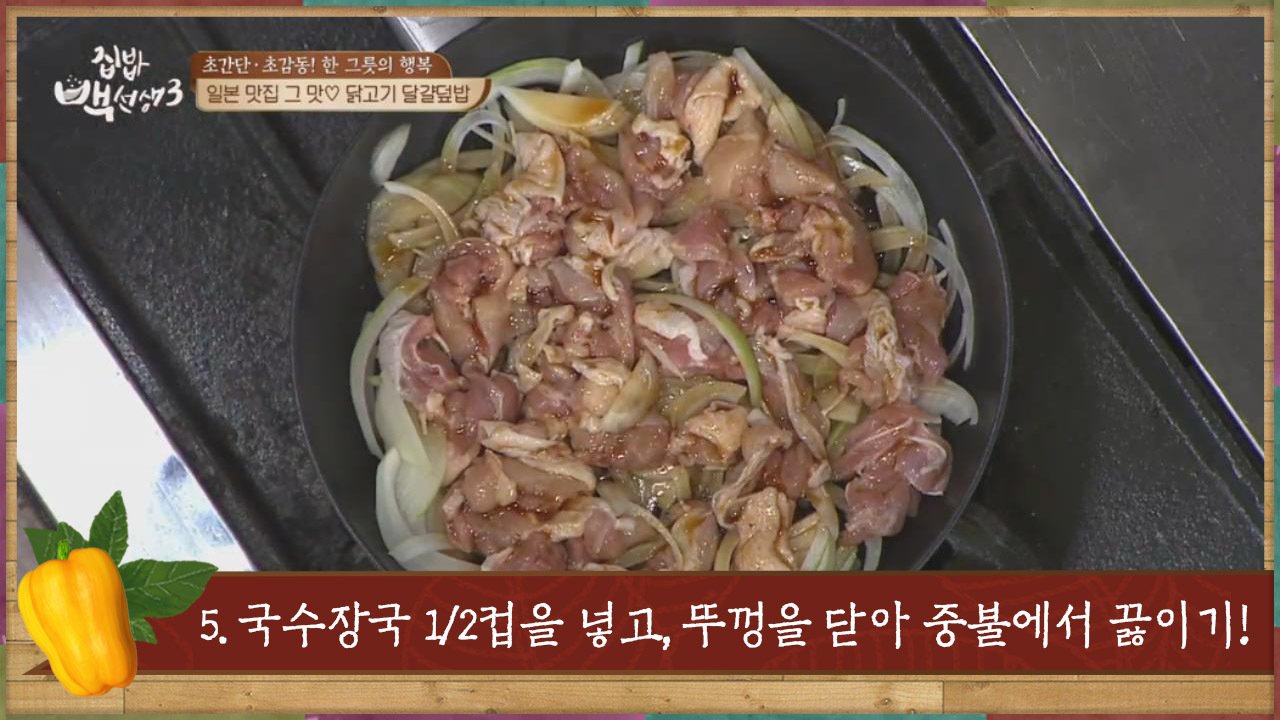 집밥
백선생3
초간단·초감동! 한 그릇의 행복
일본 맛집 그 맛♡ 닭고기 달걀덮밥
5. 국수장국 1/2컵을 넣고, 뚜껑을 닫아 중불에서 끓이기!